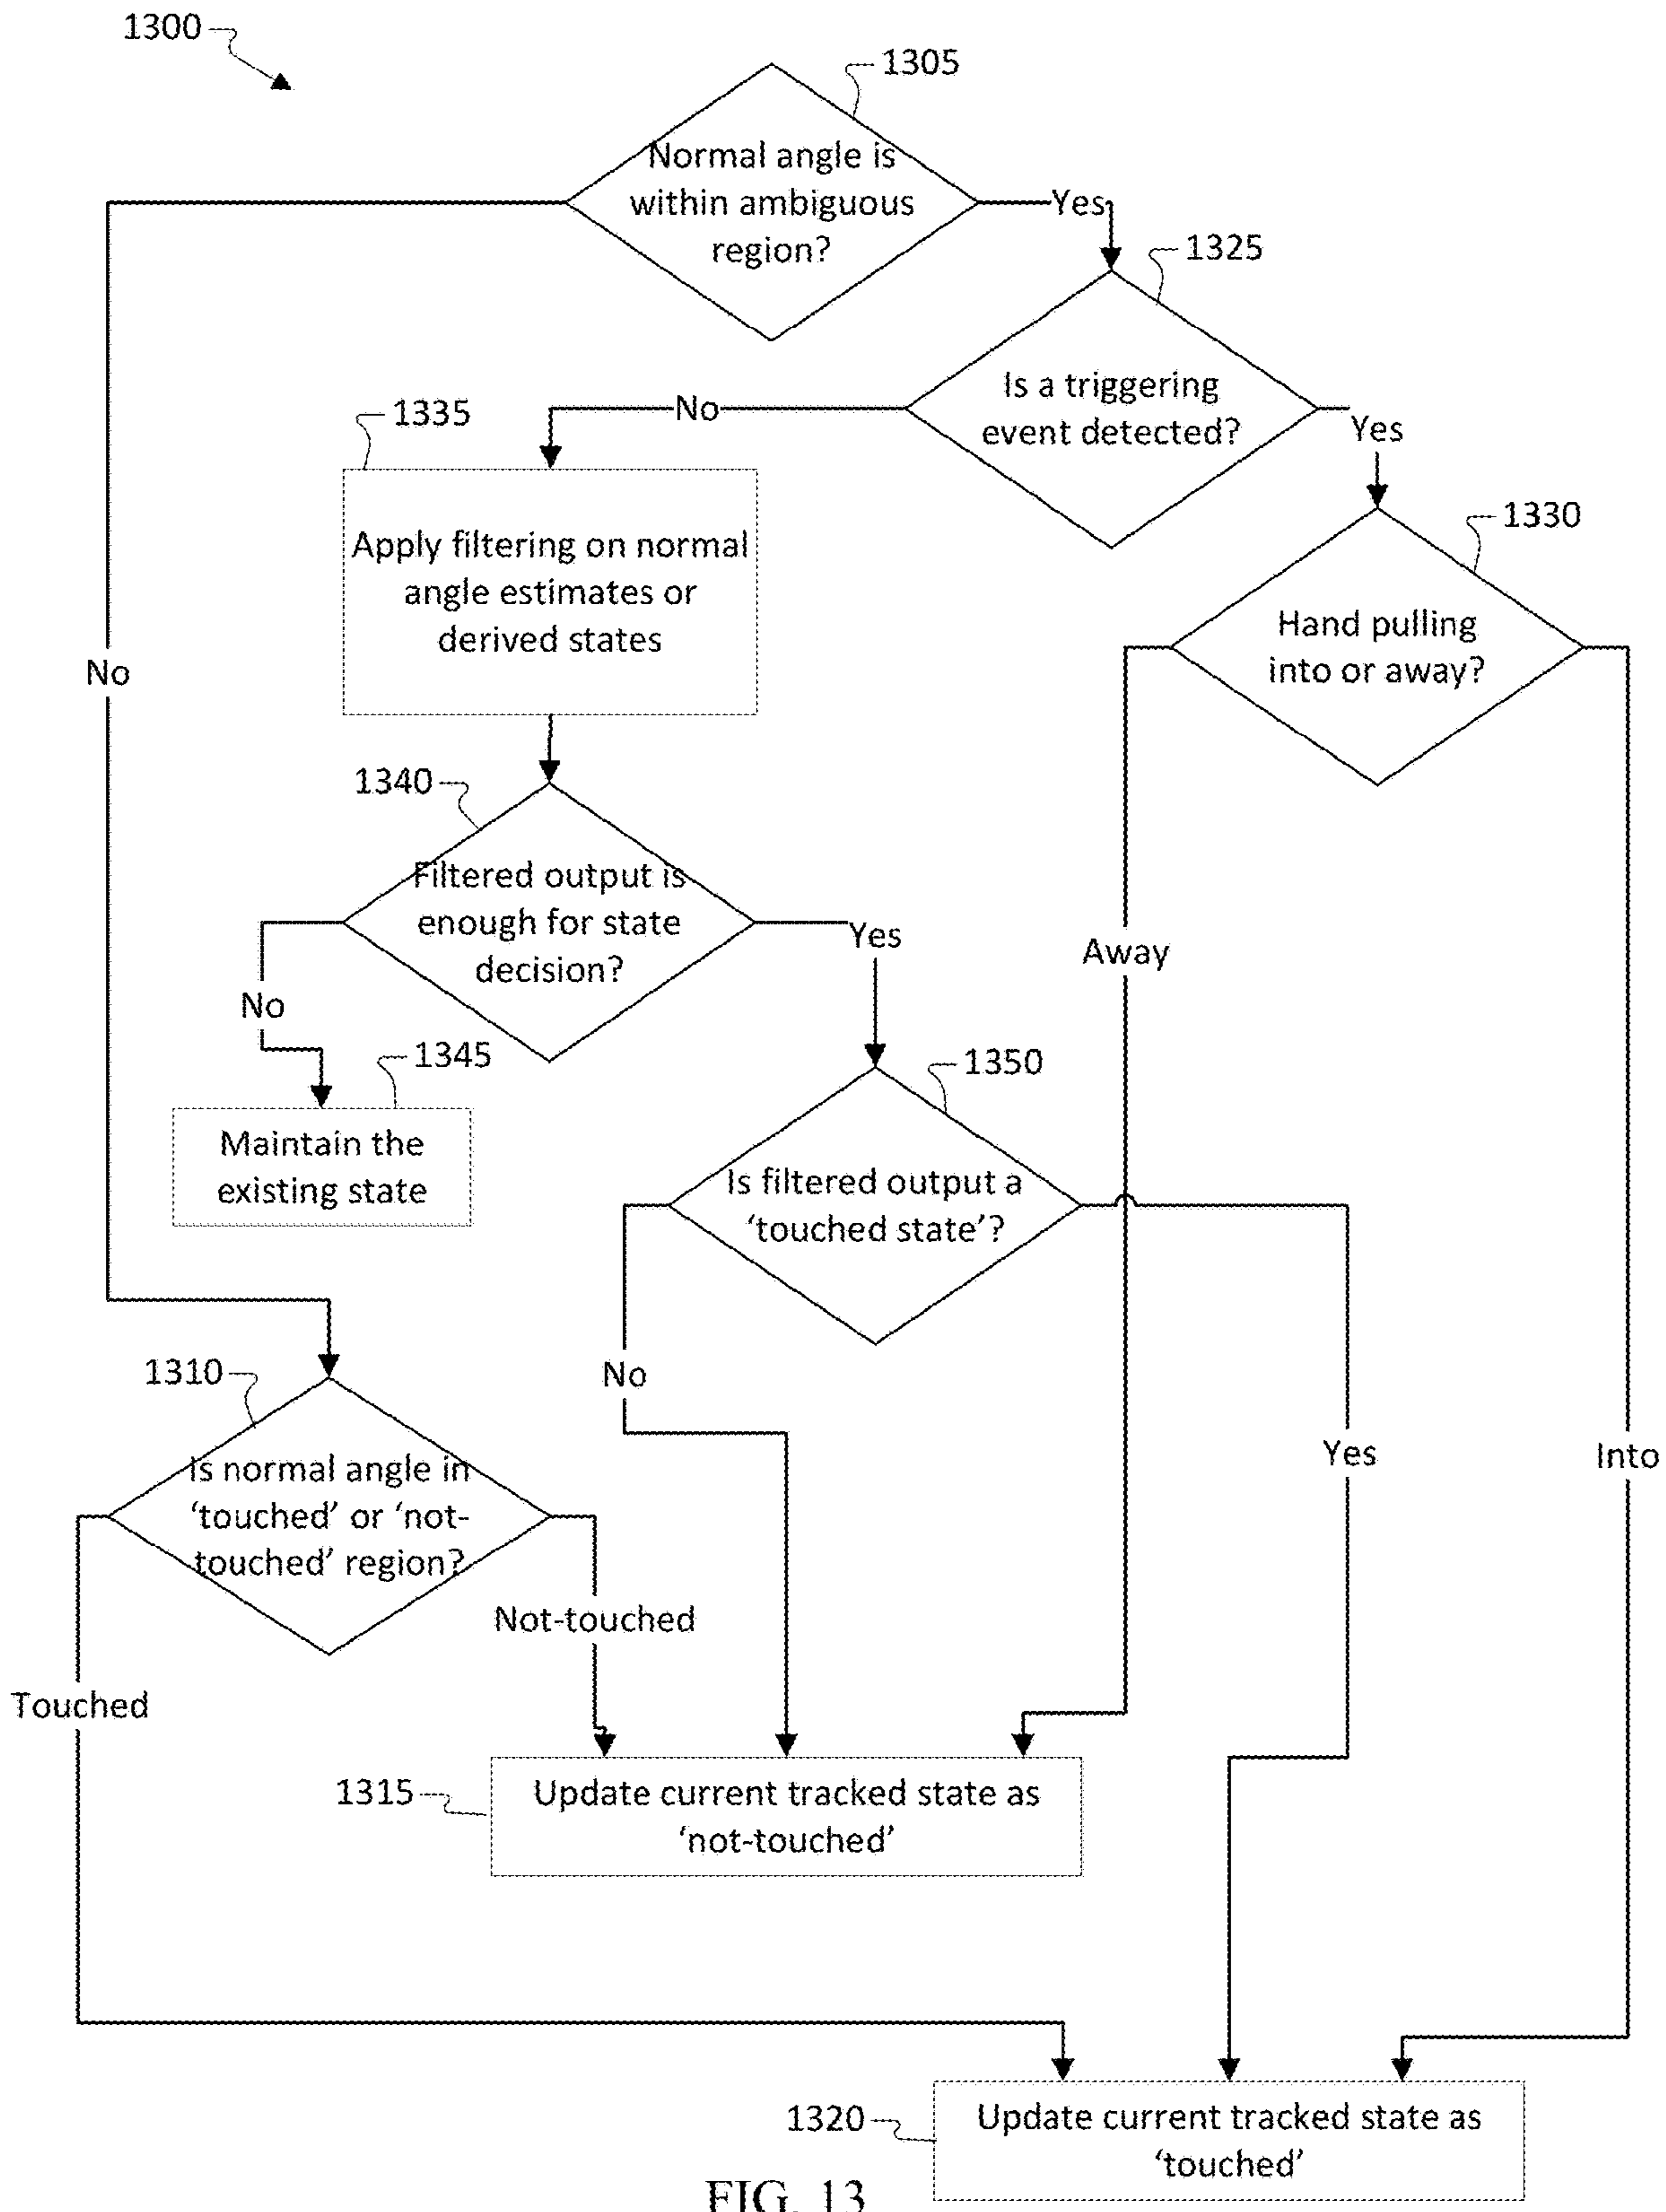 1300
1305
Normal angle is
within ambiguous
region?
Yes
1325
Is a triggering
event detected?
No
Yes
1335
Apply filtering on normal
angle estimates or
derived states
1330
Hand pulling
into or away?
No
1340
Filtered output is
enough for state
decision?
Yes
Away
No
1345
Maintain the
existing state
1350
Is filtered output a
‘touched state’?
No
Yes
Into
1310
Is normal angle in
‘touched’ or ‘not-
touched’ region?
Not-touched
Touched
1315
Update current tracked state as
‘not-touched’
1320
Update current tracked state as
‘touched’
FIG. 13